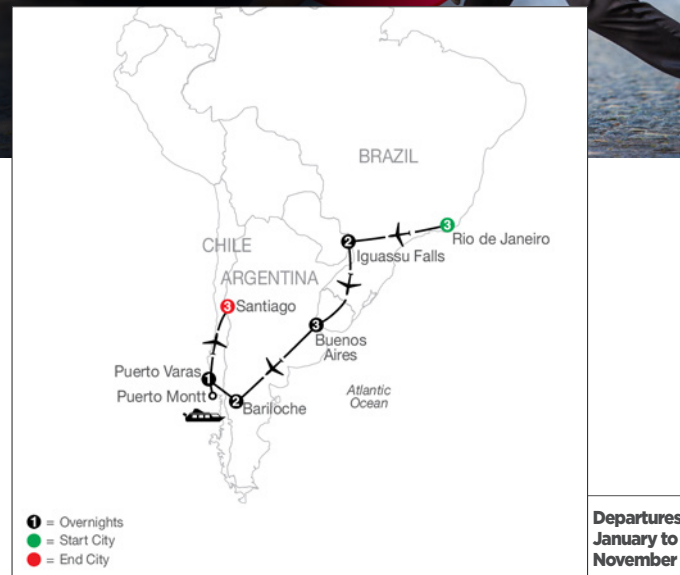 BRAZIL
3
Rio de Janeiro
2
Iguassu Falls
CHILE
ARGENTINA
3 Santiago
3
Buenos
Aires
Puerto Varas
1
Puerto Montt
2
Bariloche
Atlantic
Ocean
1 = Overnights
= Start City
= End City
Departures
January to
November